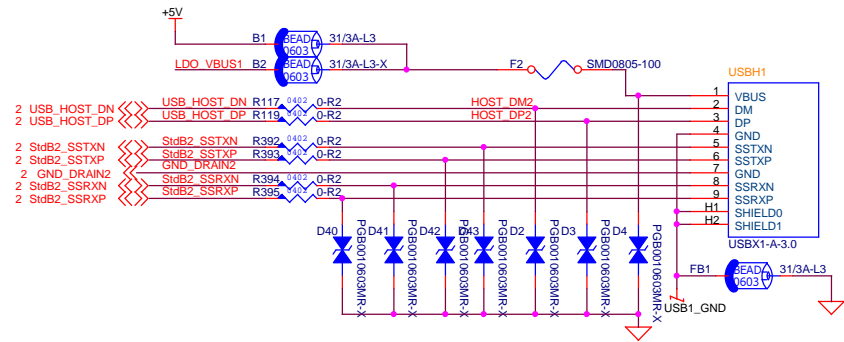 +5V
B1 BEAD 0603 31/3A-L3
LDO_VBUS1 B2 BEAD 0603 31/3A-L3-X F2 SMD0805-100
USBH1
1 VBUS
2 USB_HOST_DN USB_HOST_DN R117 0402 0-R2 HOST_DM2 2 DM
2 USB_HOST_DP USB_HOST_DP R119 0-R2 HOST_DP2 3 DP
4 GND
2 StdB2_SSTXN StdB2_SSTXN R392 0402 0-R2 5 SSTXN
2 StdB2_SSTXP StdB2_SSTXP R393 0402 0-R2 6 SSTXP
2 GND_DRAIN2 GND_DRAIN2 7 GND
2 StdB2_SSRXN StdB2_SSRXN R394 0402 0-R2 8 SSRXN
2 StdB2_SSRXP StdB2_SSRXP R395 0-R2 9 SSRXP
H1 SHIELD0
H2 SHIELD1
USBX1-A-3.0
D40 D41 D42 D43 D2 D3 D4
PGB0010603MR-X
PGB0010603MR-X
PGB0010603MR-X
PGB0010603MR-X
PGB0010603MR-X
PGB0010603MR-X
PGB0010603MR-X
FB1 BEAD 0603 31/3A-L3
USB1_GND